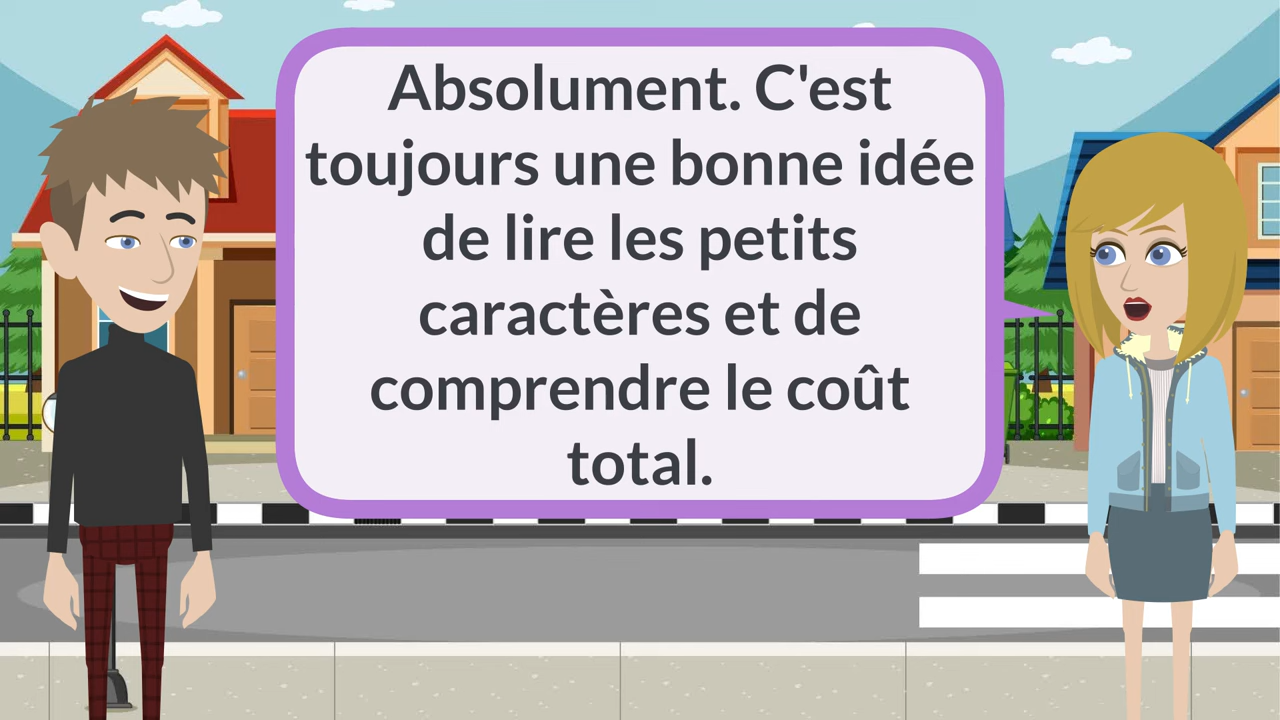 Absolument. C'est
toujours une bonne idée
de lire les petits
caractères et de
comprendre le coût
total.